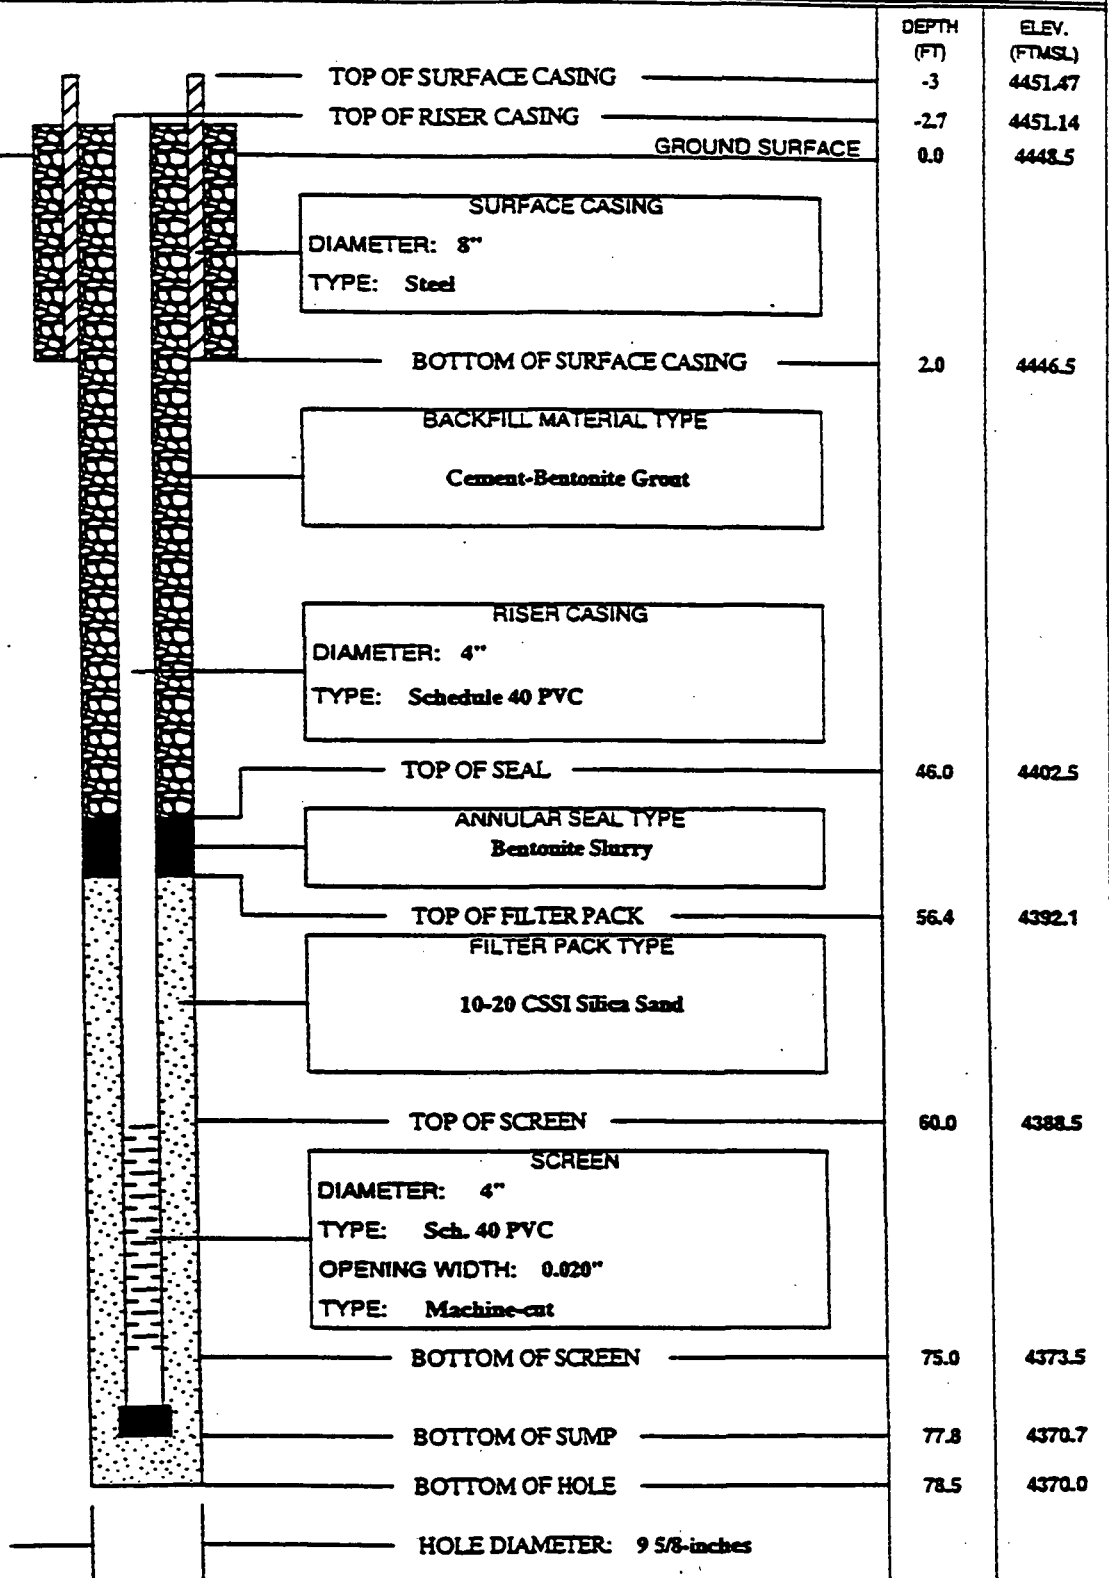 DEPTH ELEV.
(FT) (FTMSL)
TOP OF SURFACE CASING -3 4451.47
TOP OF RISER CASING -2.7 4451.14
GROUND SURFACE 0.0 4448.5
SURFACE CASING
DIAMETER: 8"
TYPE: Steel
BOTTOM OF SURFACE CASING 2.0 4446.5
BACKFILL MATERIAL TYPE
Cement-Bentonite Grout
RISER CASING
DIAMETER: 4"
TYPE: Schedule 40 PVC
TOP OF SEAL 46.0 4402.5
ANNULAR SEAL TYPE
Bentonite Slurry
TOP OF FILTER PACK 56.4 4392.1
FILTER PACK TYPE
10-20 CSSI Silica Sand
TOP OF SCREEN 60.0 4388.5
SCREEN
DIAMETER: 4"
TYPE: Sch. 40 PVC
OPENING WIDTH: 0.020"
TYPE: Machine-cut
BOTTOM OF SCREEN 75.0 4373.5
BOTTOM OF SUMP 77.8 4370.7
BOTTOM OF HOLE 78.5 4370.0
HOLE DIAMETER: 9 5/8-inches